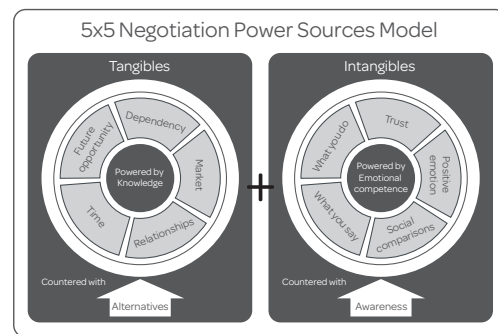 5x5 Negotiation Power Sources Model
Tangibles
Dependency
Market
Relationships
Time
Future
opportunity
Powered by
Knowledge
Countered with
Alternatives
+
Intangibles
Trust
Positive
emotion
Social
comparisons
What you say
What you do
Powered by
Emotional
competence
Countered with
Awareness